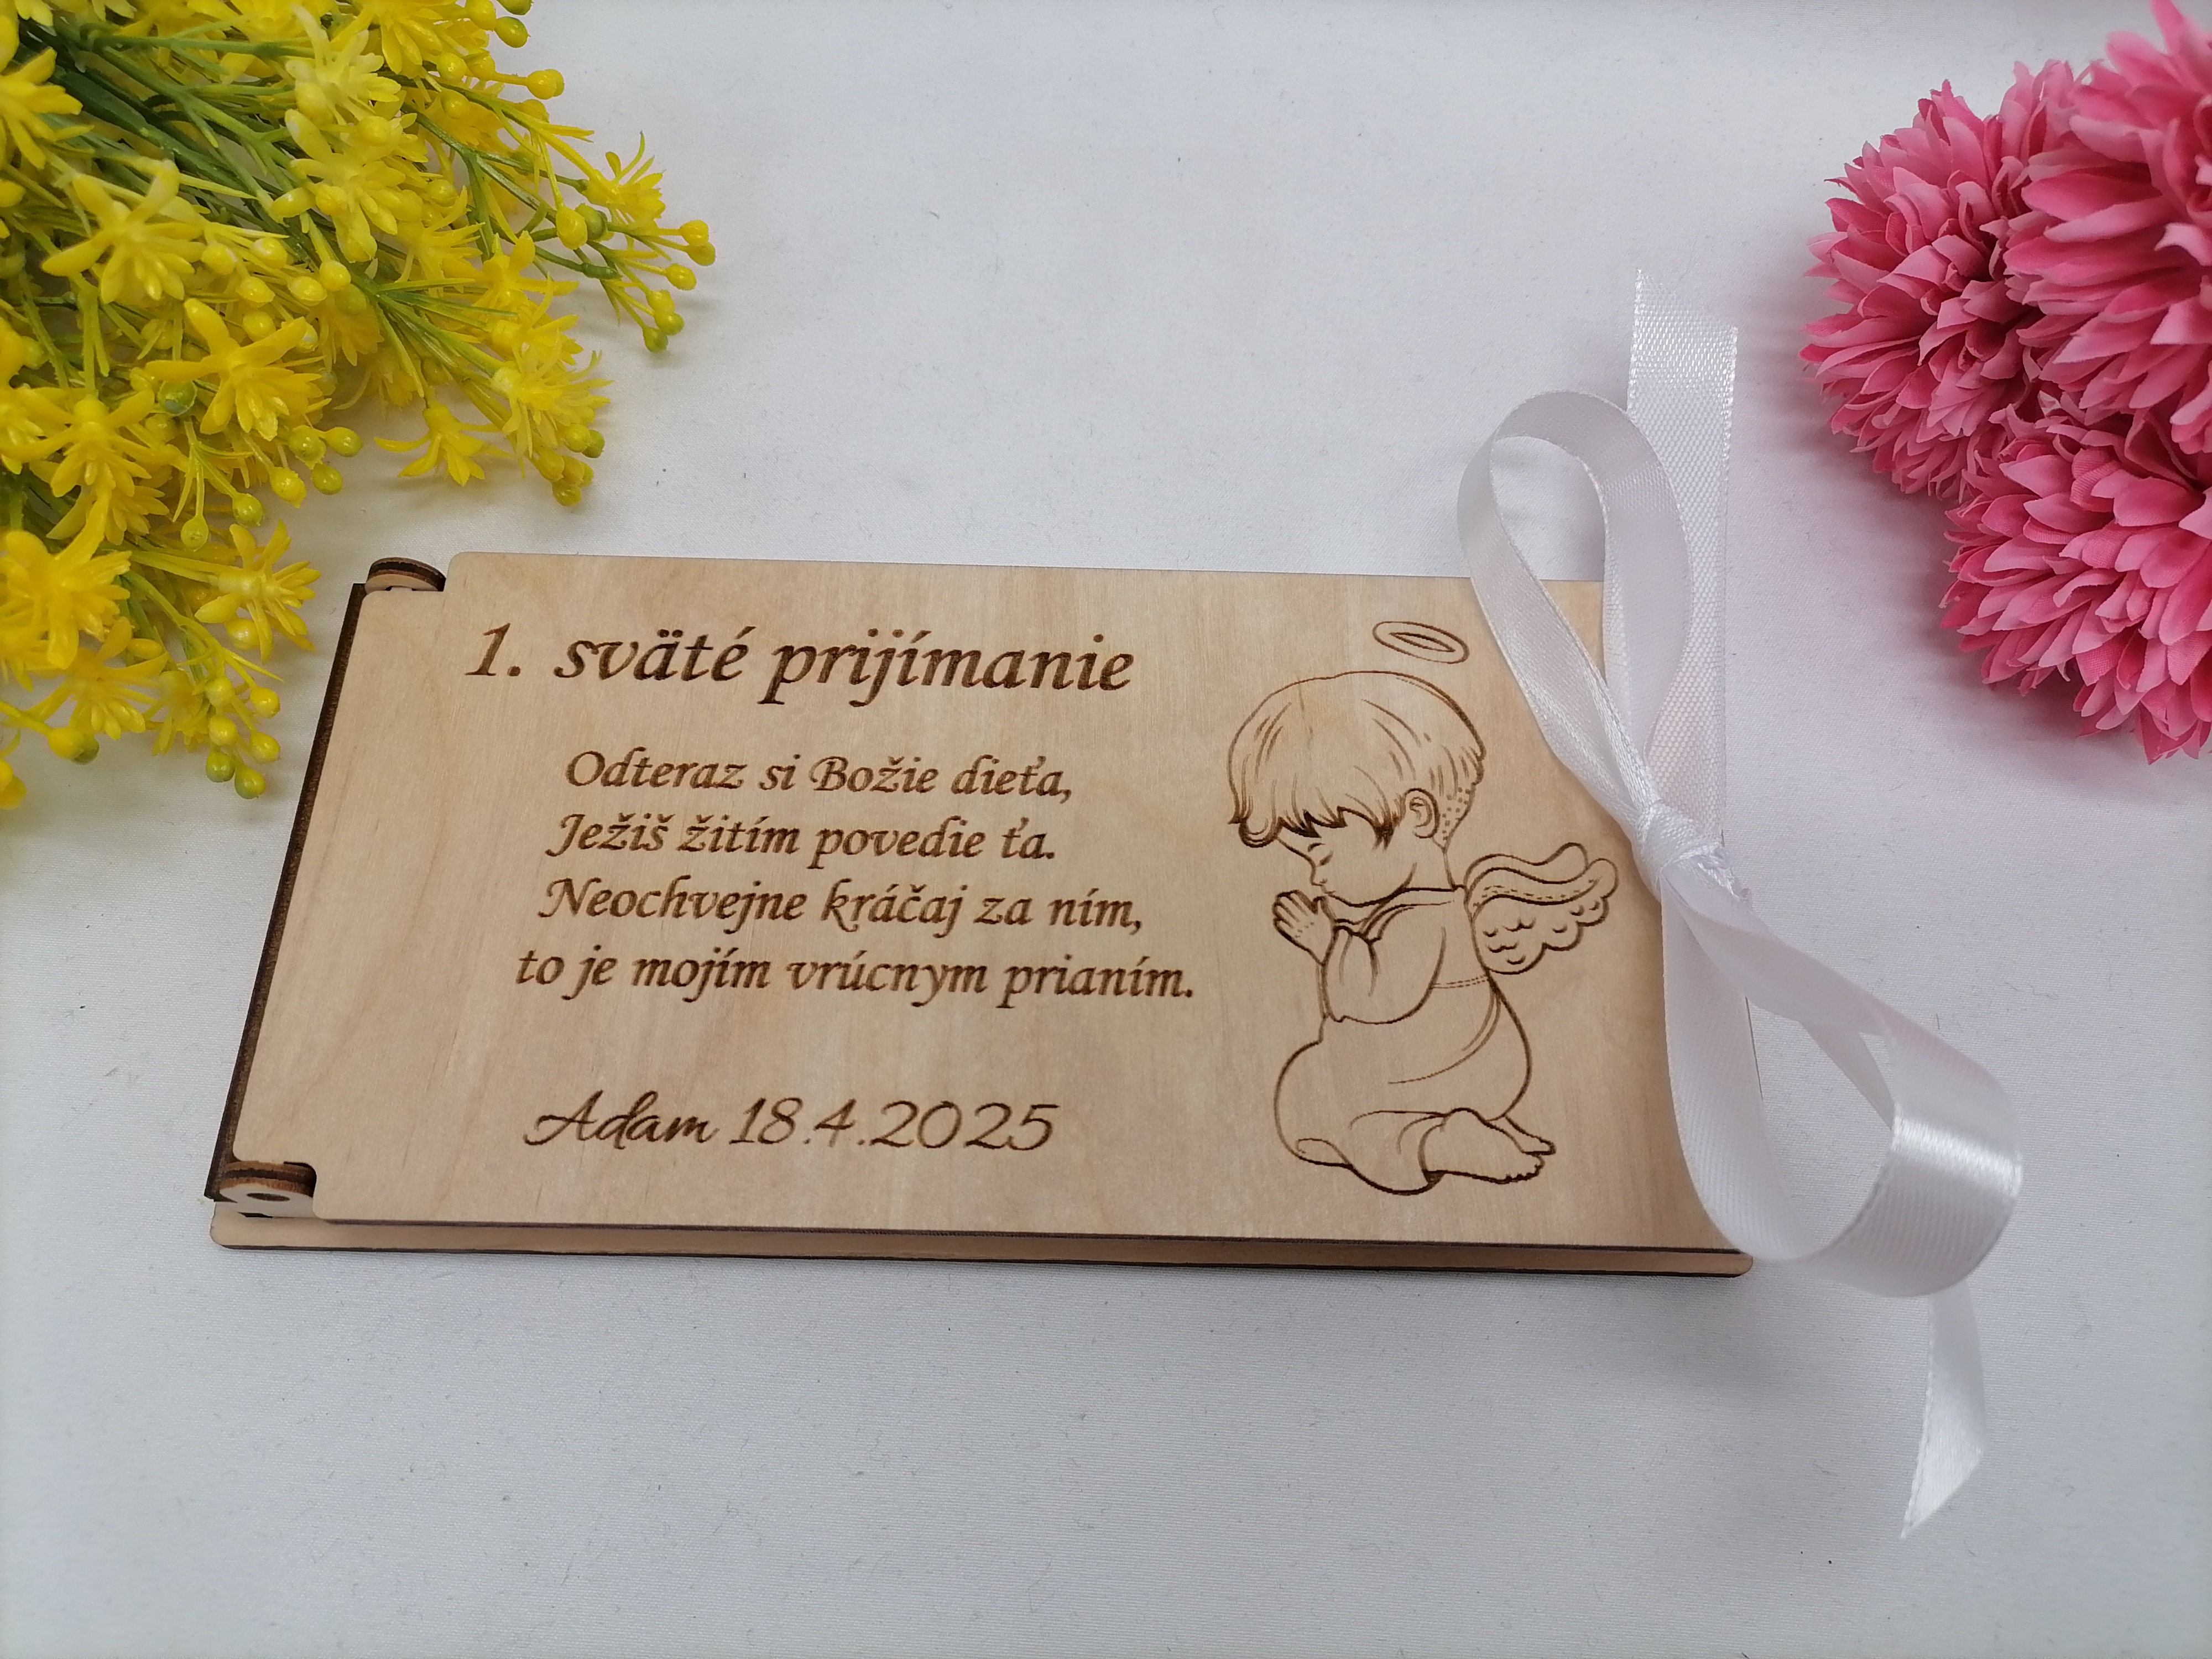 1. sväté prijímanie
Odteraz si Božie dieťa,
Ježiš žitím povedie ťa.
Neochvejne kráčaj za ním,
to je mojím vrúcnym prianím.
Adam 18.4.2025